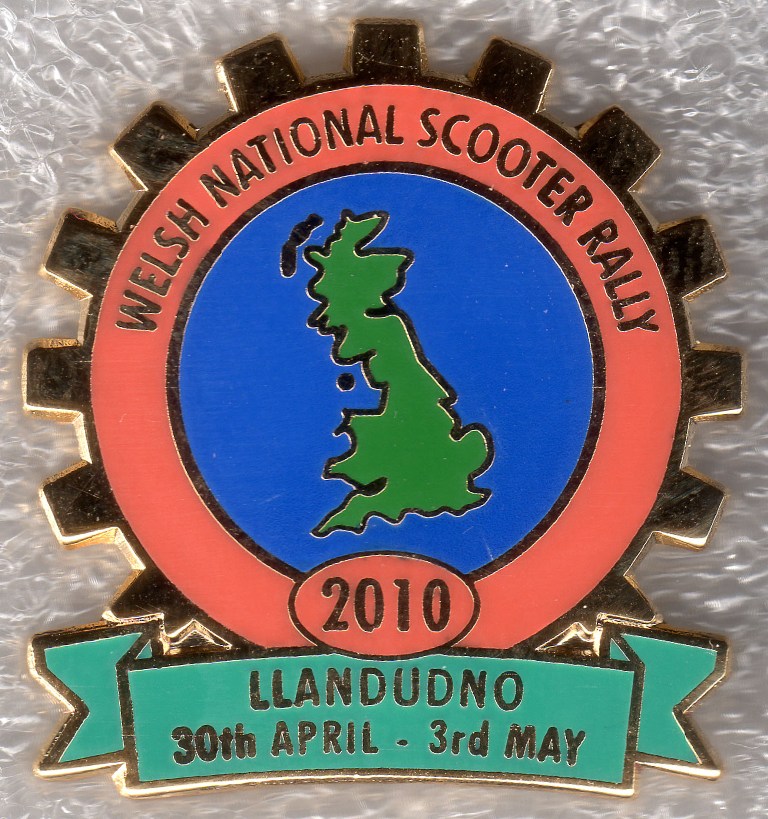 WELSH NATIONAL SCOOTER RALLY
2010
LLANDUDNO
30th APRIL - 3rd MAY